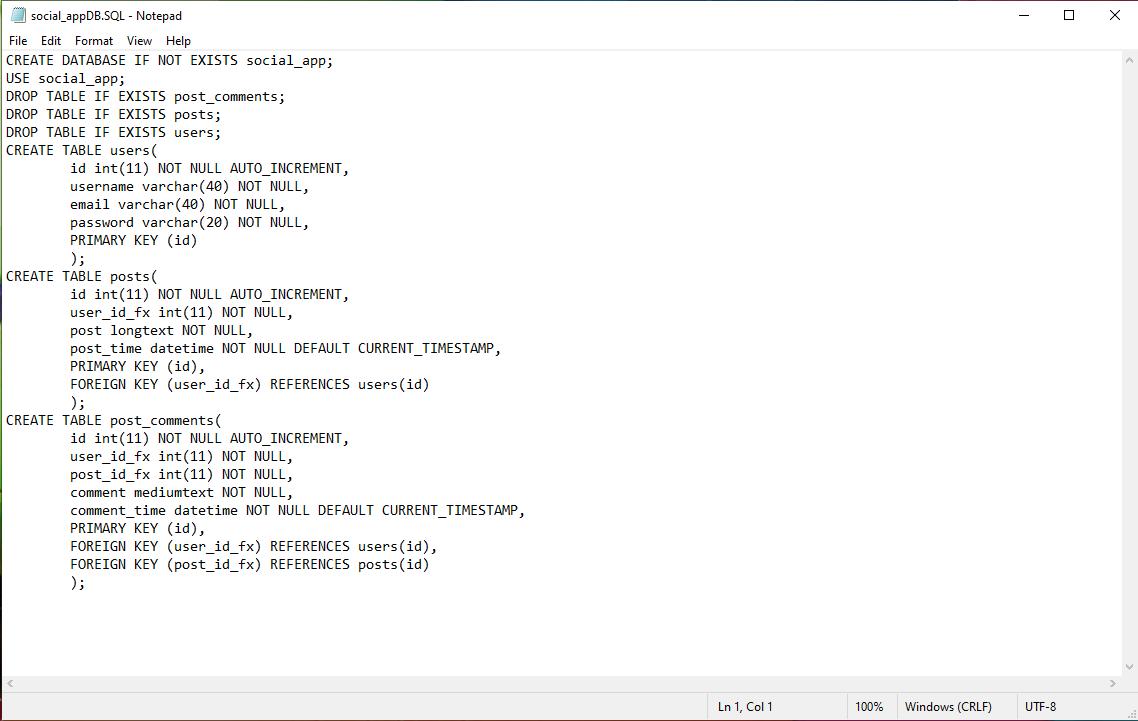 social_appDB.SQL - Notepad
File Edit Format View Help
CREATE DATABASE IF NOT EXISTS social_app;
USE social_app;
DROP TABLE IF EXISTS post_comments;
DROP TABLE IF EXISTS posts;
DROP TABLE IF EXISTS users;
CREATE TABLE users(
        id int(11) NOT NULL AUTO_INCREMENT,
        username varchar(40) NOT NULL,
        email varchar(40) NOT NULL,
        password varchar(20) NOT NULL,
        PRIMARY KEY (id)
        );
CREATE TABLE posts(
        id int(11) NOT NULL AUTO_INCREMENT,
        user_id_fx int(11) NOT NULL,
        post longtext NOT NULL,
        post_time datetime NOT NULL DEFAULT CURRENT_TIMESTAMP,
        PRIMARY KEY (id),
        FOREIGN KEY (user_id_fx) REFERENCES users(id)
        );
CREATE TABLE post_comments(
        id int(11) NOT NULL AUTO_INCREMENT,
        user_id_fx int(11) NOT NULL,
        post_id_fx int(11) NOT NULL,
        comment mediumtext NOT NULL,
        comment_time datetime NOT NULL DEFAULT CURRENT_TIMESTAMP,
        PRIMARY KEY (id),
        FOREIGN KEY (user_id_fx) REFERENCES users(id),
        FOREIGN KEY (post_id_fx) REFERENCES posts(id)
        );
Ln 1, Col 1 100% Windows (CRLF) UTF-8